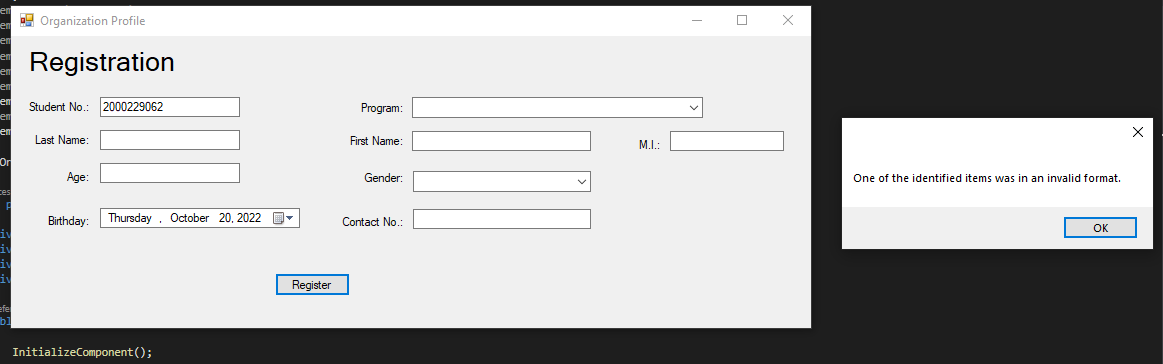 Organization Profile
Registration
Student No.: 2000229062 Program:
Last Name: First Name: M.I.:
Age: Gender:
Birthday: Thursday , October 20, 2022 Contact No.:
Register
One of the identified items was in an invalid format.
OK
InitializeComponent();